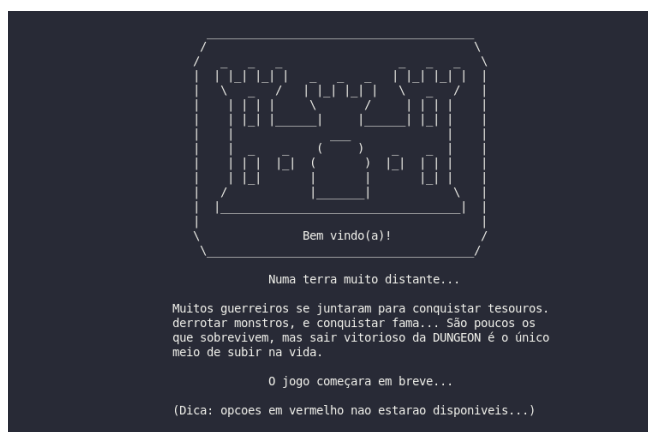 Bem vindo(a)!
Numa terra muito distante...
Muitos guerreiros se juntaram para conquistar tesouros.
derrotar monstros, e conquistar fama... São poucos os
que sobrevivem, mas sair vitorioso da DUNGEON é o único
meio de subir na vida.
O jogo começara em breve...
(Dica: opcoes em vermelho nao estarao disponiveis...)